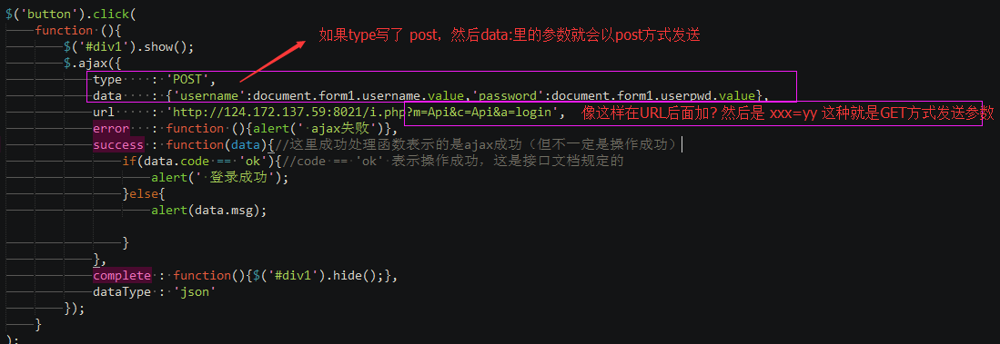 $('button').click(
function (){
如果type写了 post，然后data:里的参数就会以post方式发送
$('#div1').show();
$.ajax({
type : 'POST',
data : {'username':document.form1.username.value,'password':document.form1.userpwd.value},
url : 'http://124.172.137.59:8021/i.php?m=Api&c=Api&a=login', 像这样在URL后面加? 然后是 xxx=yy 这种就是GET方式发送参数
error : function (){alert(' ajax失败')},
success : function(data){//这里成功处理函数表示的是ajax成功（但不一定是操作成功）
if(data.code == 'ok'){//code == 'ok' 表示操作成功，这是接口文档规定的
alert(' 登录成功');
}else{
alert(data.msg);
}
},
complete : function(){$('#div1').hide();},
dataType : 'json'
});
}
);